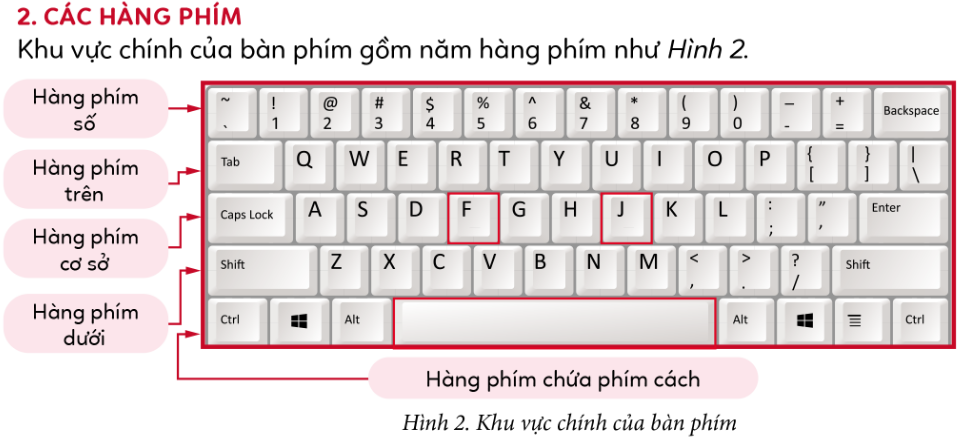 2. CÁC HÀNG PHÍM
Khu vực chính của bàn phím gồm năm hàng phím như Hình 2.
Hàng phím
số
Hàng phím
trên
Hàng phím
cơ sở
Hàng phím
dưới
~ ! @ # $ % ^ & * ( ) _ +
` 1 2 3 4 5 6 7 8 9 0 - = Backspace
Tab Q W E R T Y U I O P { } |
[ ] \
Caps Lock A S D F G H J K L : " Enter
; '
Shift Z X C V B N M < > ? Shift
, . /
Ctrl Alt Alt Ctrl
Hàng phím chứa phím cách
Hình 2. Khu vực chính của bàn phím